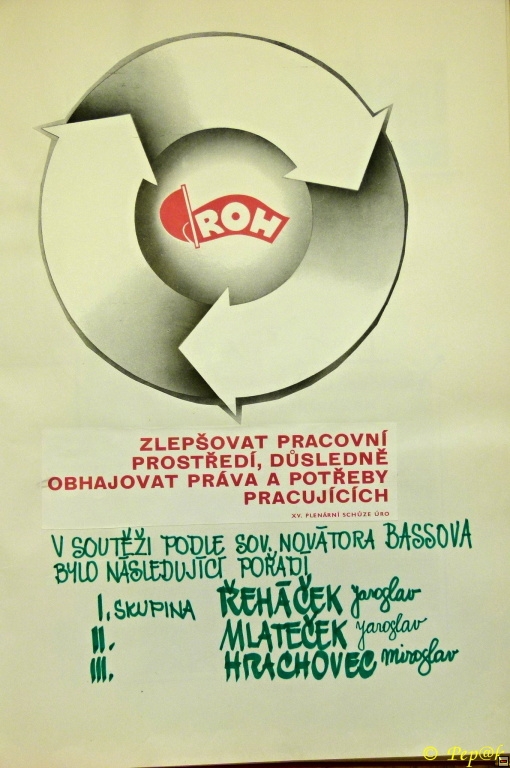 ROH
ZLEPŠOVAT PRACOVNÍ
PROSTŘEDÍ, DŮSLEDNĚ
OBHAJOVAT PRÁVA A POTŘEBY
PRACUJÍCÍCH
XV. PLENÁRNÍ SCHŮZE ÚRO
V SOUTĚŽI PODLE SOV. NOVÁTORA BASSOVA
BYLO NÁSLEDUJÍCÍ POŘADÍ
I. SKUPINA ŘEHÁČEK Jaroslav
II. MLATEČEK Jaroslav
III. HRACHOVEC Miroslav
© Pep@k